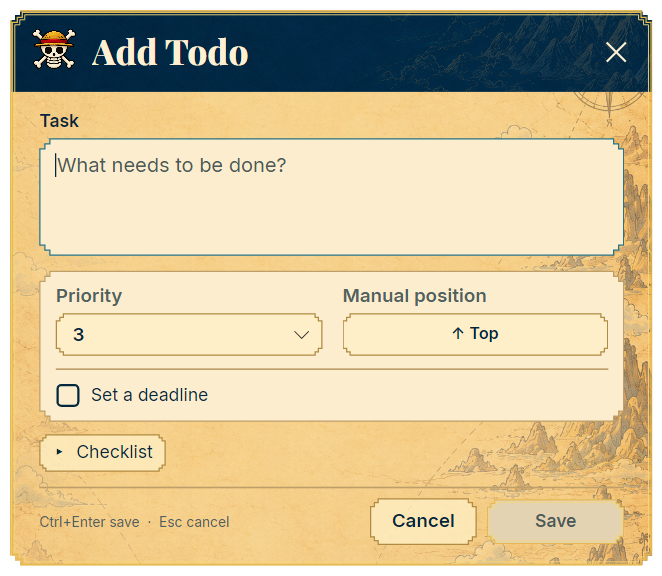 Add Todo
Task
What needs to be done?
Priority
Manual position
3
↑ Top
Set a deadline
‣ Checklist
Ctrl+Enter save · Esc cancel
Cancel
Save